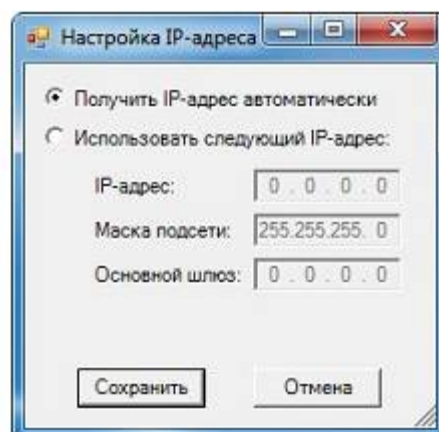 Настройка IP-адреса
Получить IP-адрес автоматически
Использовать следующий IP-адрес:
IP-адрес: 0 . 0 . 0 . 0
Маска подсети: 255.255.255. 0
Основной шлюз: 0 . 0 . 0 . 0
Сохранить Отмена